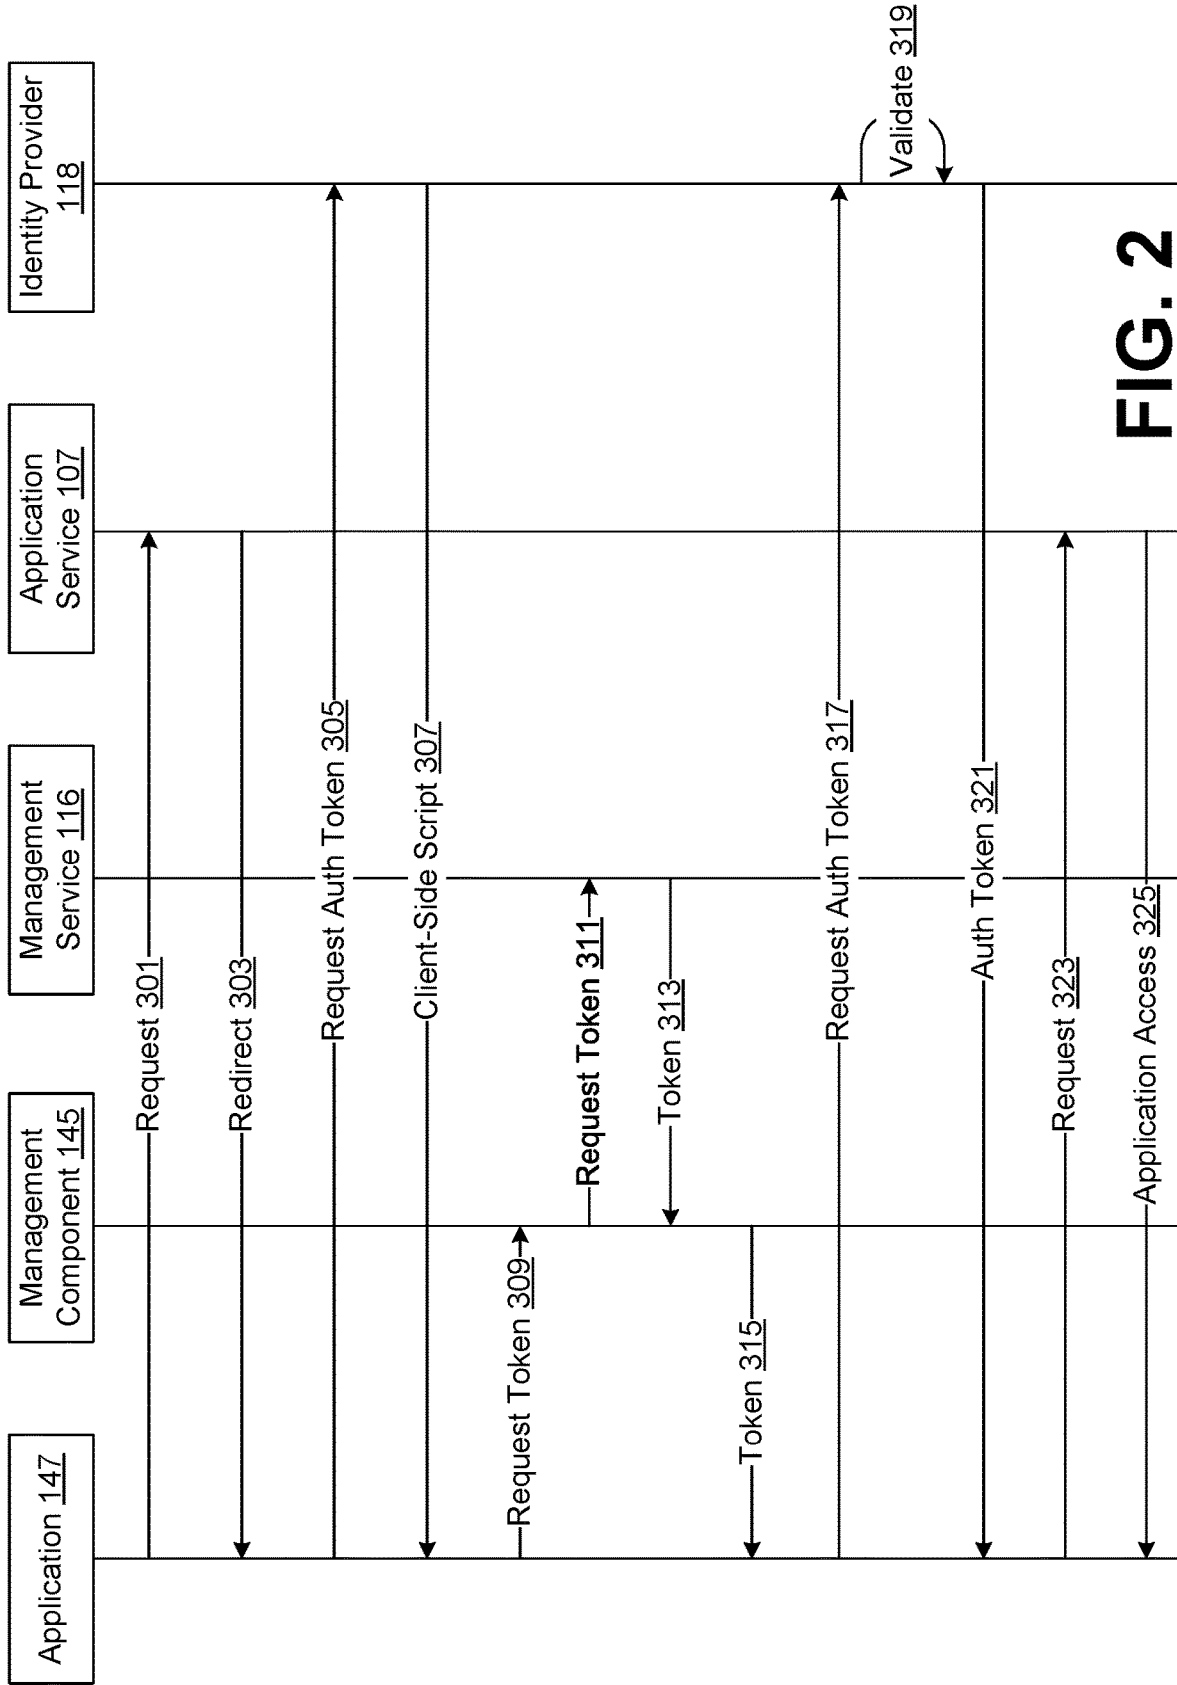 Application 147
Management
Component 145
Management
Service 116
Application
Service 107
Identity Provider
118
Request 301
Redirect 303
Request Auth Token 305
Client-Side Script 307
Request Token 309
Request Token 311
Token 313
Token 315
Request Auth Token 317
Validate 319
Auth Token 321
Request 323
Application Access 325
FIG. 2